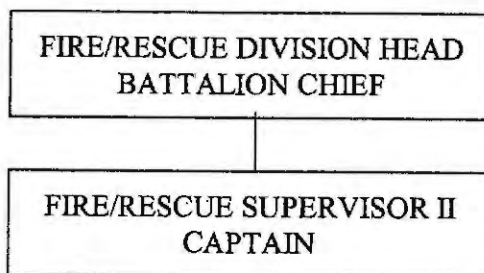 FIRE/RESCUE DIVISION HEAD
BATTALION CHIEF
FIRE/RESCUE SUPERVISOR II
CAPTAIN